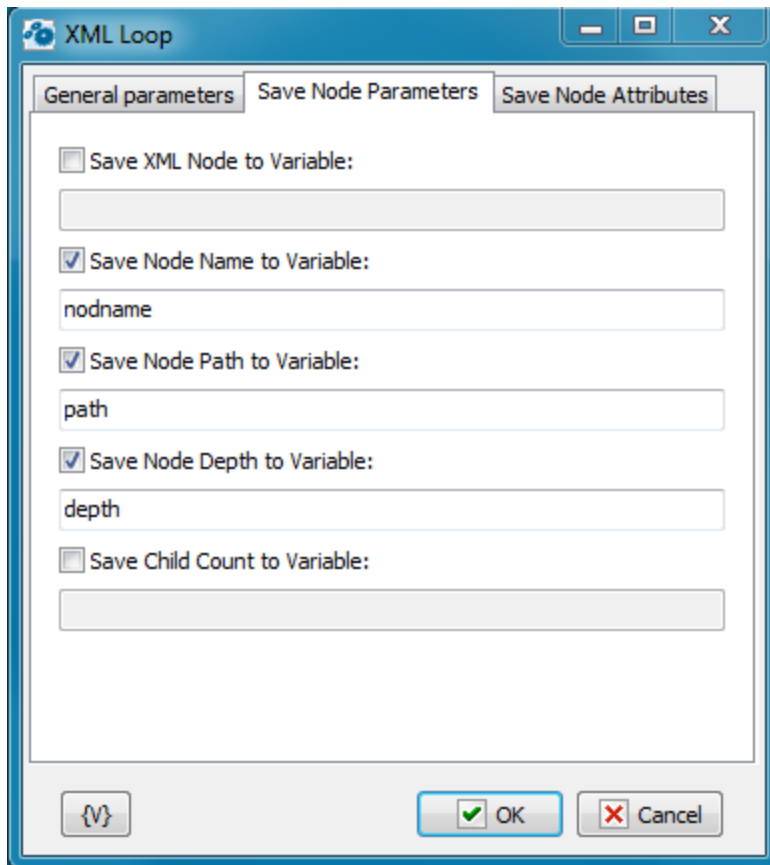 XML Loop
General parameters Save Node Parameters Save Node Attributes
Save XML Node to Variable:
Save Node Name to Variable:
nodname
Save Node Path to Variable:
path
Save Node Depth to Variable:
depth
Save Child Count to Variable:
{V} OK Cancel